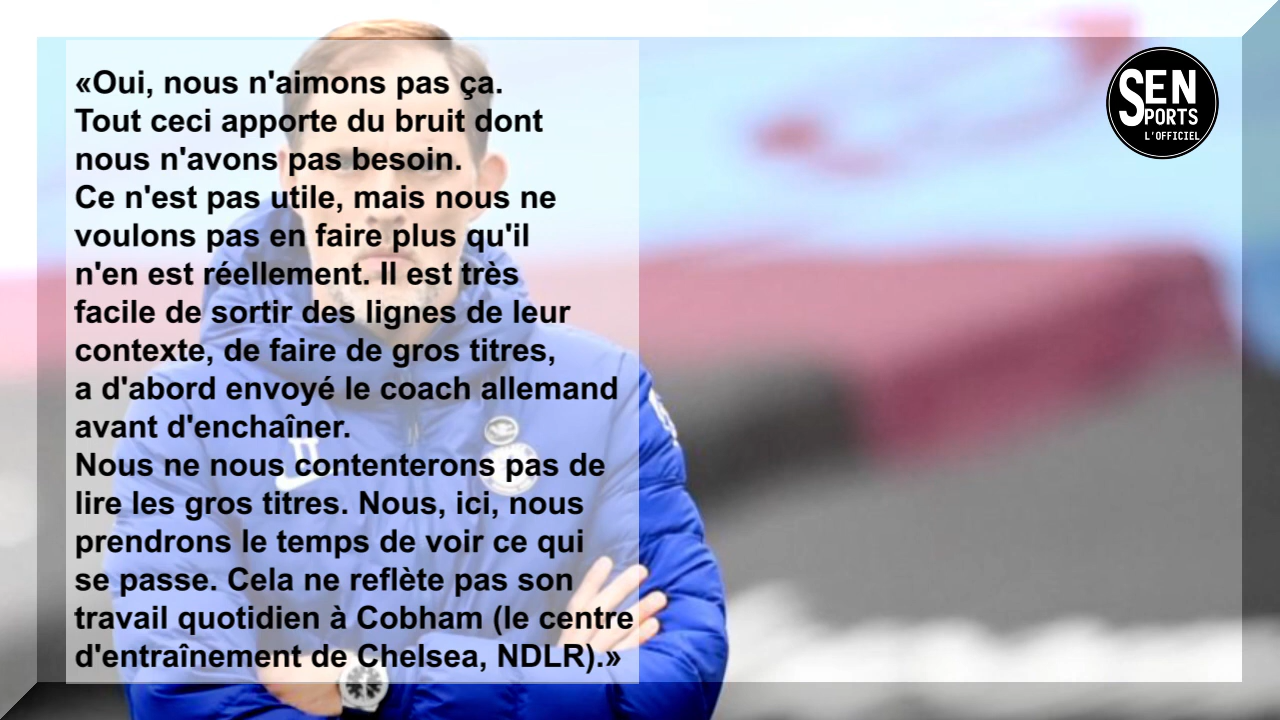 «Oui, nous n'aimons pas ça.
Tout ceci apporte du bruit dont
nous n'avons pas besoin.
Ce n'est pas utile, mais nous ne
voulons pas en faire plus qu'il
n'en est réellement. Il est très
facile de sortir des lignes de leur
contexte, de faire de gros titres,
a d'abord envoyé le coach allemand
avant d'enchaîner.
Nous ne nous contenterons pas de
lire les gros titres. Nous, ici, nous
prendrons le temps de voir ce qui
se passe. Cela ne reflète pas son
travail quotidien à Cobham (le centre
d'entraînement de Chelsea, NDLR).»
SEN
SPORTS
L'OFFICIEL
TT